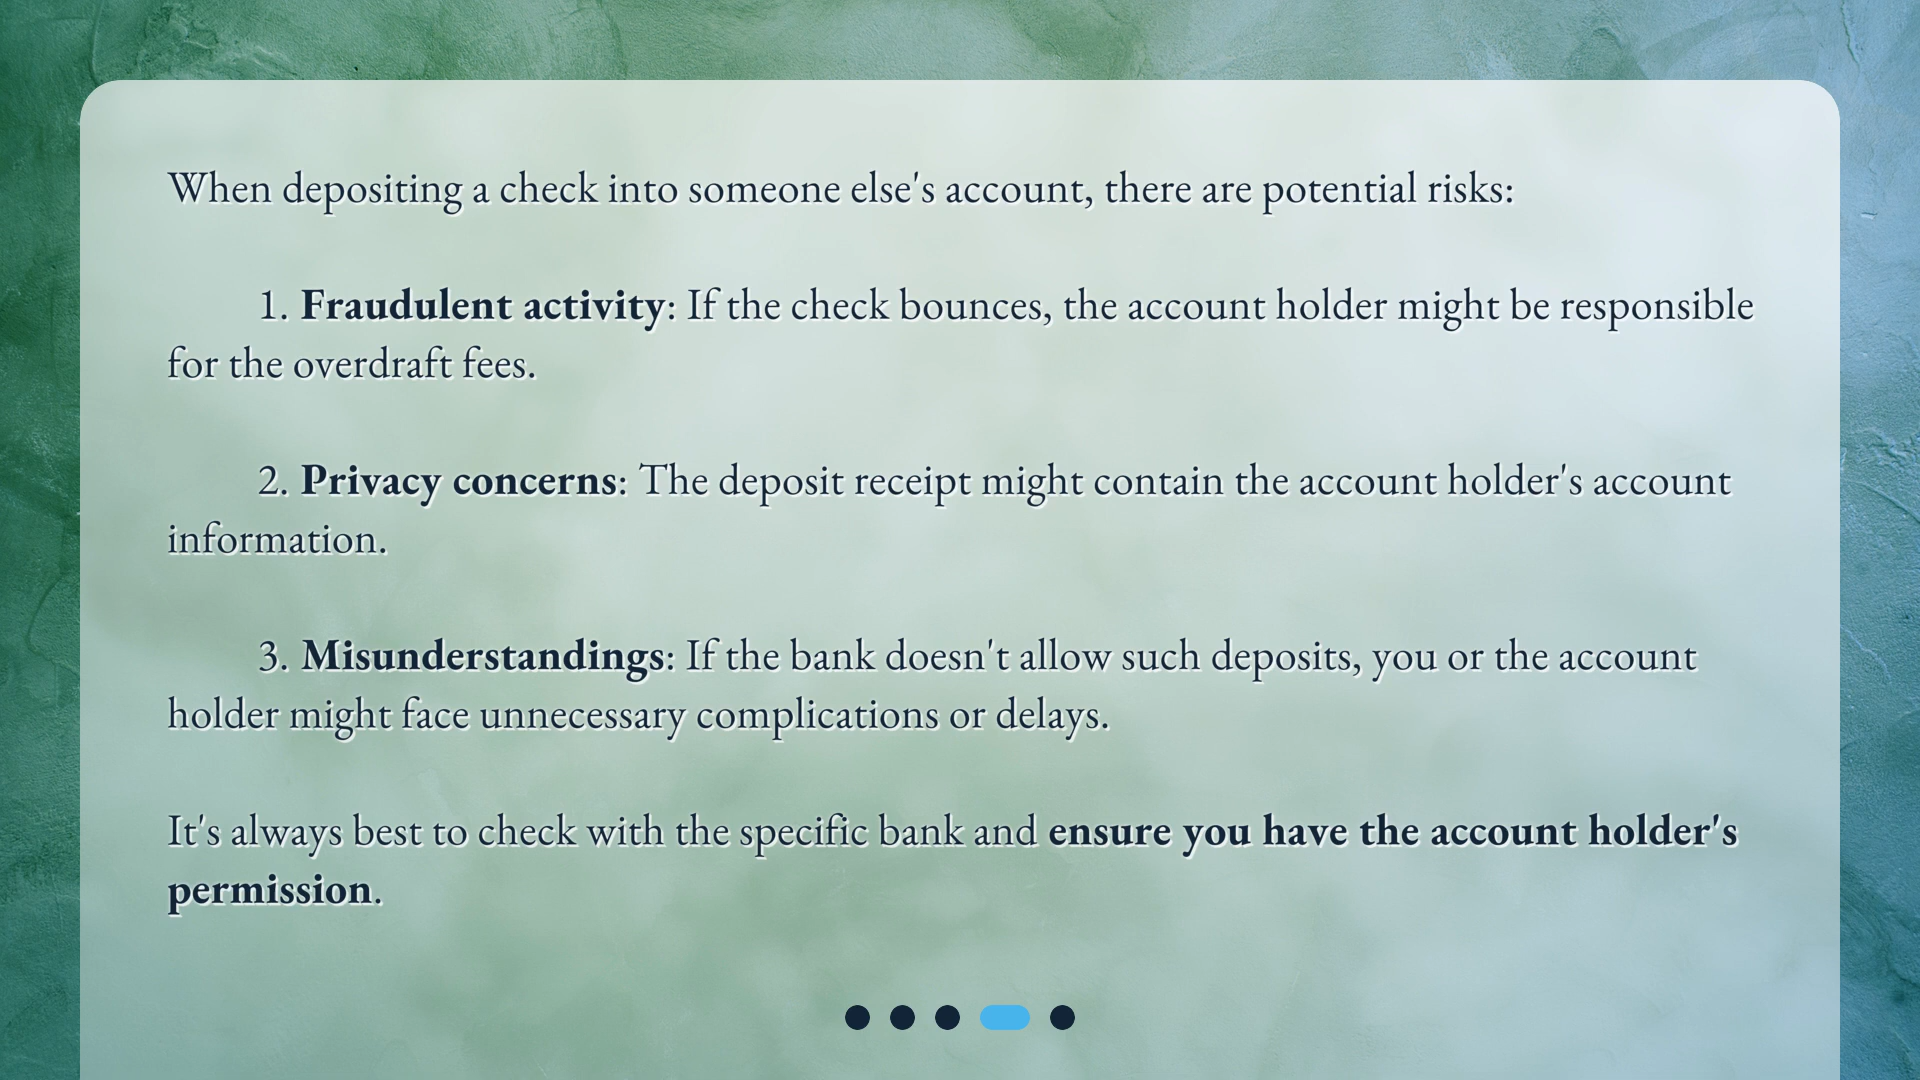 When depositing a check into someone else's account, there are potential risks:
1. Fraudulent activity: If the check bounces, the account holder might be responsible
for the overdraft fees.
2. Privacy concerns: The deposit receipt might contain the account holder's account
information.
3. Misunderstandings: If the bank doesn't allow such deposits, you or the account
holder might face unnecessary complications or delays.
It's always best to check with the specific bank and ensure you have the account holder's
permission.